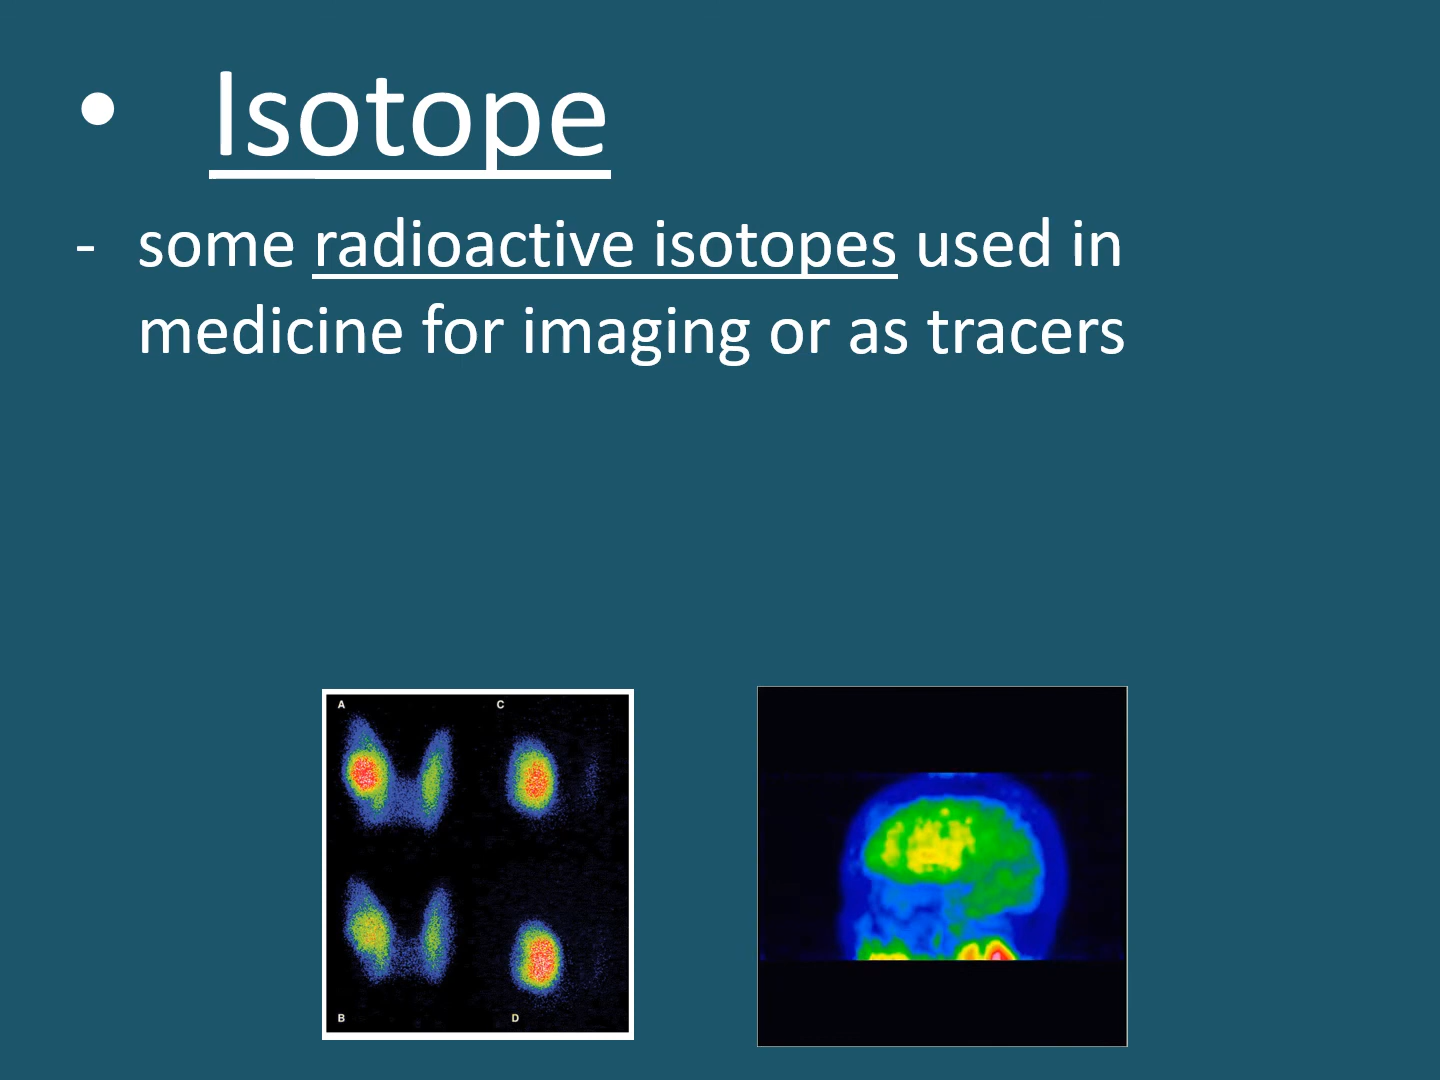 • Isotope
- some radioactive isotopes used in
medicine for imaging or as tracers
A
C
B
D